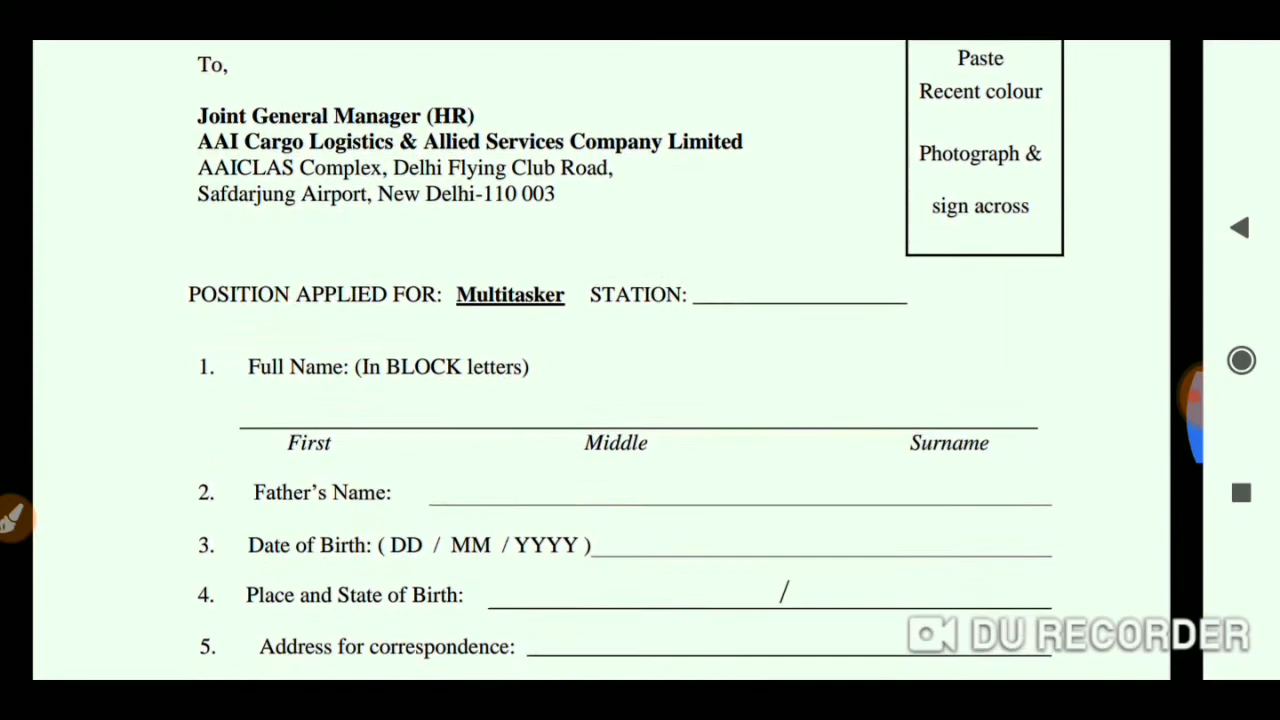 To,
Joint General Manager (HR)
AAI Cargo Logistics & Allied Services Company Limited
AAICLAS Complex, Delhi Flying Club Road,
Safdarjung Airport, New Delhi-110 003
Paste
Recent colour
Photograph &
sign across
POSITION APPLIED FOR: Multitasker STATION:
1. Full Name: (In BLOCK letters)
First Middle Surname
2. Father’s Name:
3. Date of Birth: ( DD / MM / YYYY )
4. Place and State of Birth: /
5. Address for correspondence:
DU RECORDER